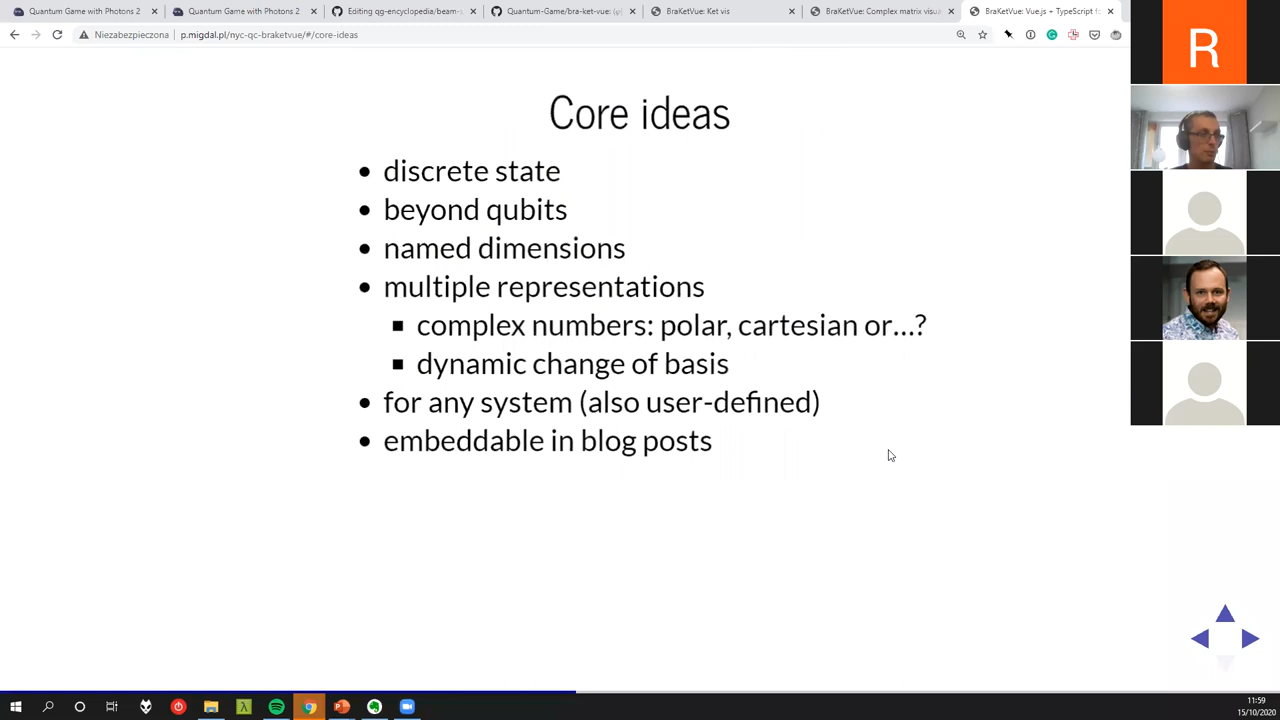 Quantum Game with Photons 2
Quantum Game with Photons 2
Editing qg-encyclopedia/beam-s
Quantum-Game/bra-ket-vue: ⟨φ
BraKetVue: Ket vis
BraKetVue: Complex matrix visu
BraKetVue: Vue.js + TypeScript fo
Niezabezpieczona
p.migdal.pl/nyc-qc-braketvue/#/core-ideas
R
Core ideas
• discrete state
• beyond qubits
• named dimensions
• multiple representations
▪ complex numbers: polar, cartesian or...?
▪ dynamic change of basis
• for any system (also user-defined)
• embeddable in blog posts
11:59
15/10/2020